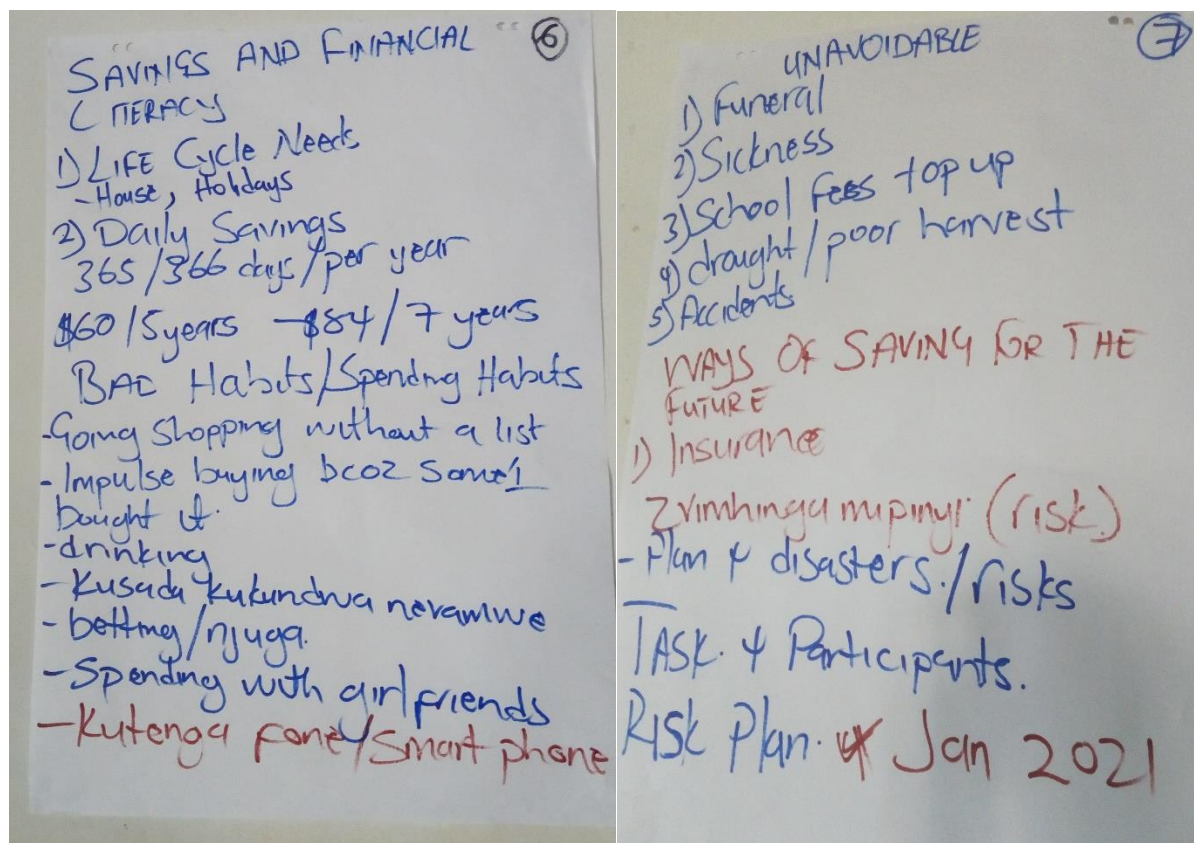 6
SAVINGS AND FINANCIAL
LITERACY
1) LIFE Cycle Needs
- House, Holidays
2) Daily Savings
365/366 days/per year
$60/5years - $84/7 years
BAD Habits/Spending Habits
- Going Shopping without a list
- Impulse buying bcoz Some1
bought it.
- drinking
- Kusada kukundwa nevamwe
- betting/njuga.
- Spending with girlfriends
- Kutenga fone/Smart phone
7
UNAVOIDABLE
1) Funeral
2) Sickness
3) School fees top up
4) drought/poor harvest
5) Accidents
WAYS OF SAVING FOR THE
FUTURE
1) Insurance
Zvimhinga mupinyi (risk)
- Plan 4 disasters./risks
TASK. 4 Participants.
RISK Plan. 4 Jan 2021